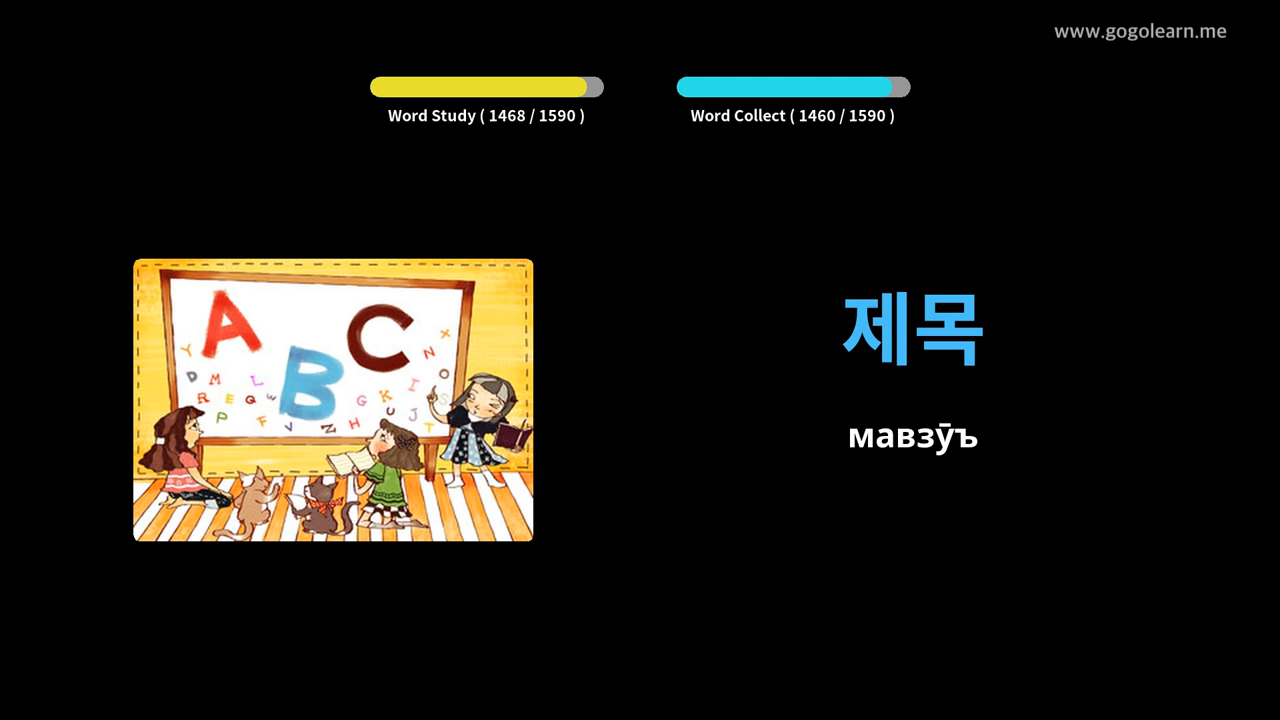 www.gogolearn.me
Word Study ( 1468 / 1590 )
Word Collect ( 1460 / 1590 )
A
B
C
Y
D
M
L
X
N
O
R
E
Q
W
G
K
I
S
P
F
V
Z
H
U
J
T
제목
мавзӯъ